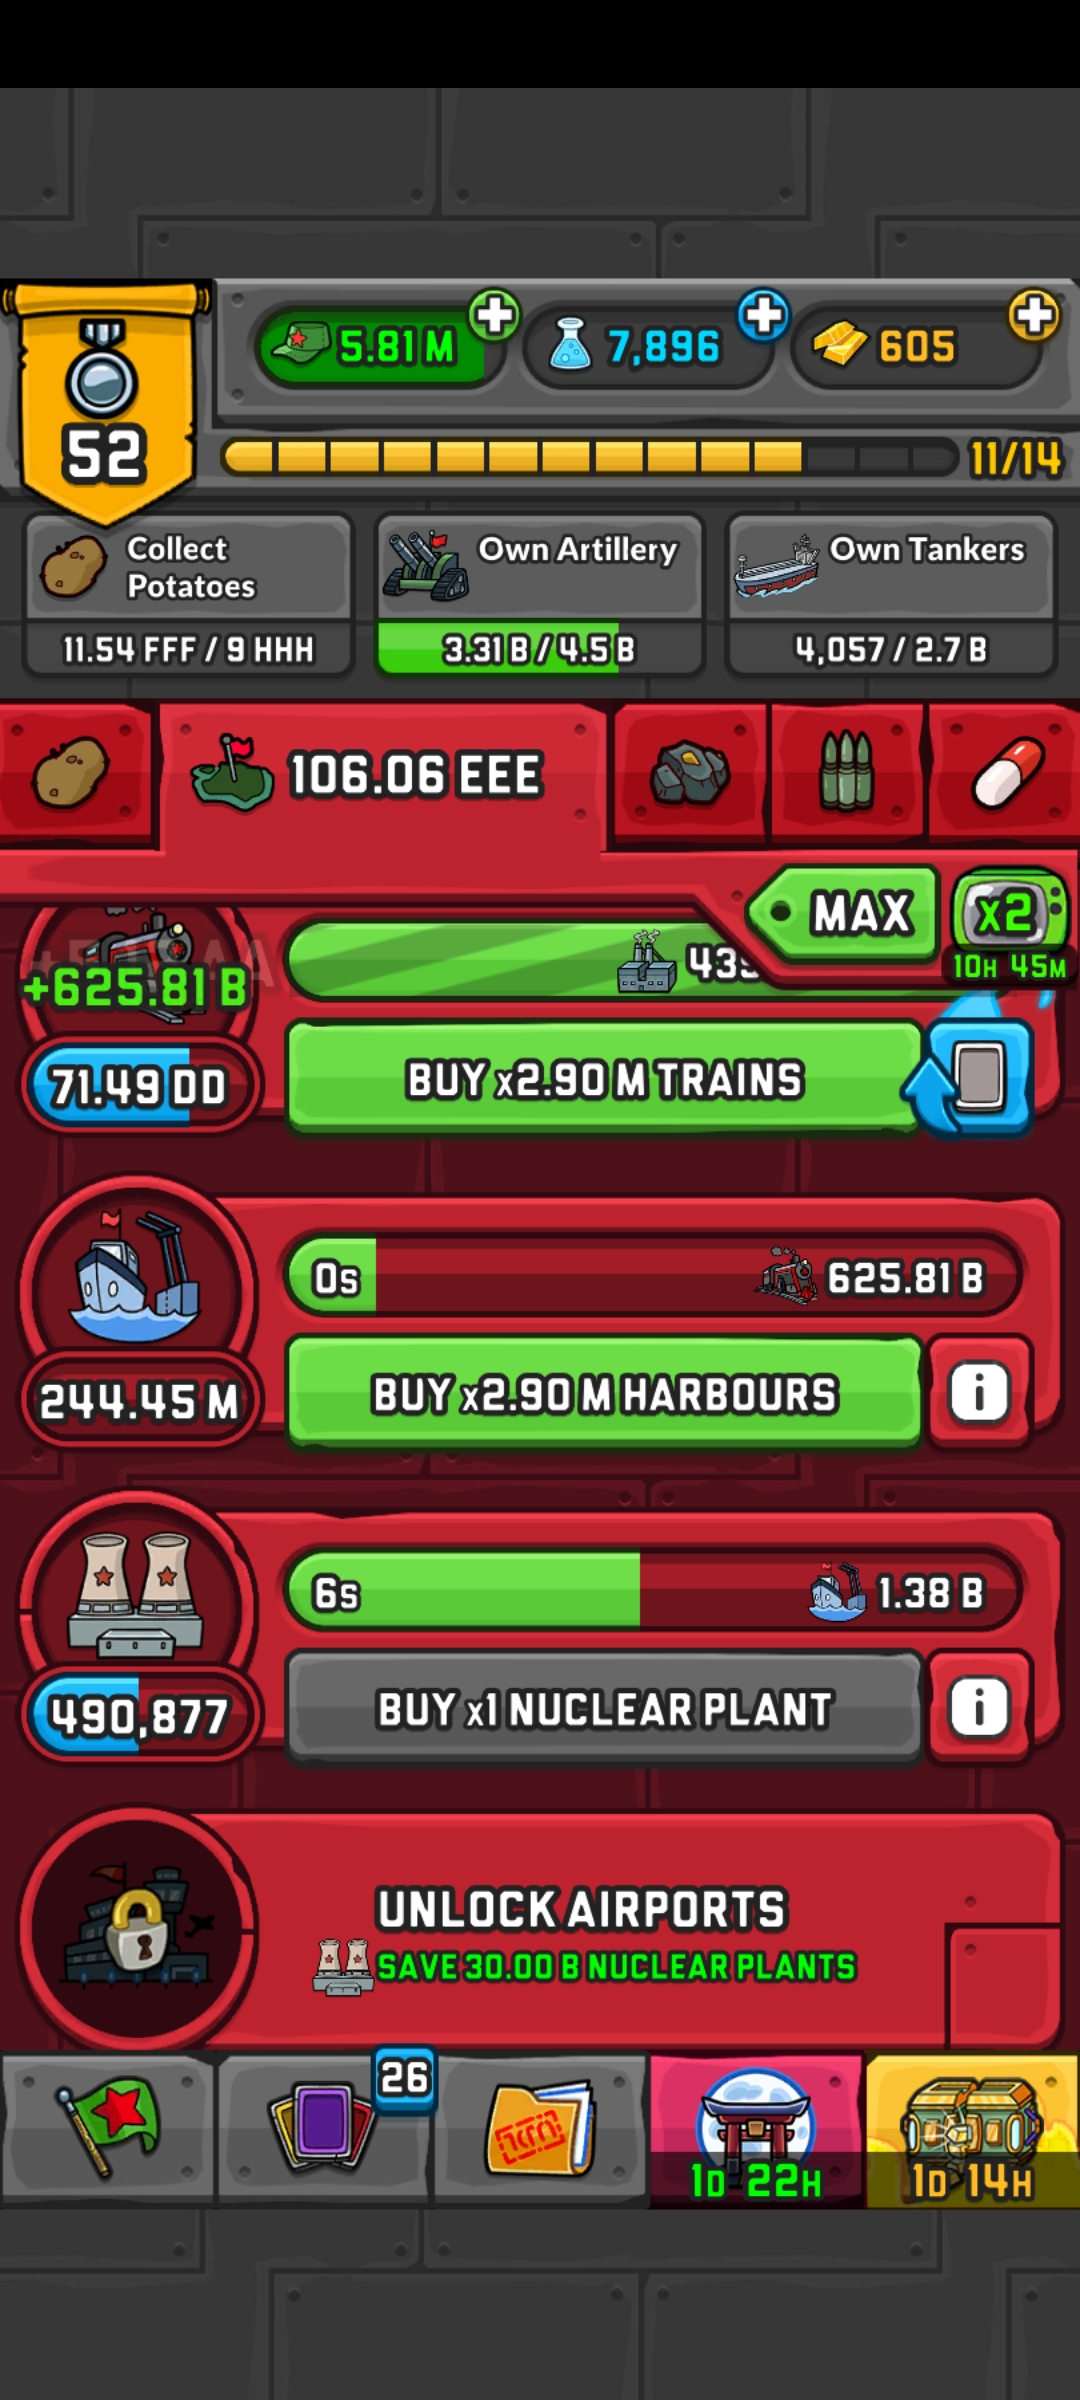 5.81 M
7,896
605
52
11/14
Collect
Potatoes
Own Artillery
Own Tankers
11.54 FFF / 9 HHH
3.31 B / 4.5 B
4,057 / 2.7 B
106.06 EEE
MAX
x2
10H 45M
+625.81 B
71.49 DD
BUY x2.90 M TRAINS
0s
625.81 B
244.45 M
BUY x2.90 M HARBOURS
i
6s
1.38 B
490,877
BUY x1 NUCLEAR PLANT
i
UNLOCK AIRPORTS
SAVE 30.00 B NUCLEAR PLANTS
26
1D 22H
1D 14H